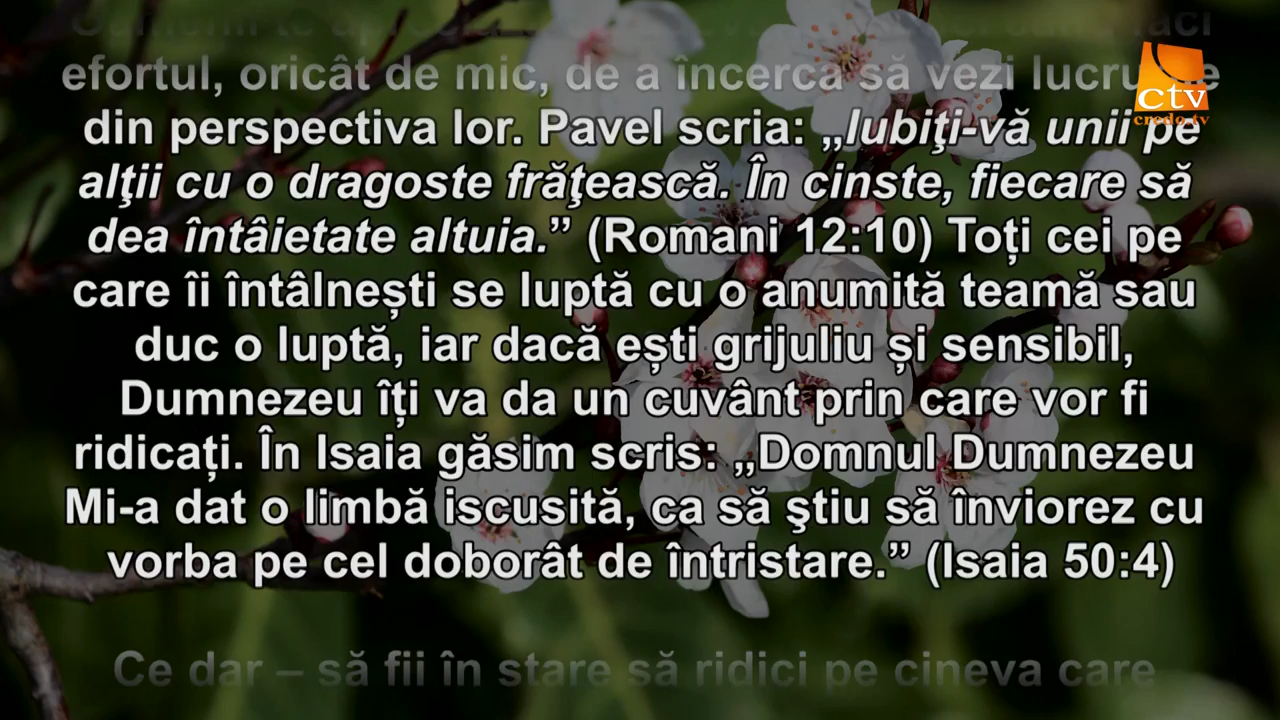 efortul, oricât de mic, de a încerca să vezi
din perspectiva lor. Pavel scria: „Iubiţi-vă unii pe
alţii cu o dragoste frăţească. În cinste, fiecare să
dea întâietate altuia.” (Romani 12:10) Toți cei pe
care îi întâlnești se luptă cu o anumită teamă sau
duc o luptă, iar dacă ești grijuliu și sensibil,
Dumnezeu îți va da un cuvânt prin care vor fi
ridicați. În Isaia găsim scris: „Domnul Dumnezeu
Mi-a dat o limbă iscusită, ca să ştiu să înviorez cu
vorba pe cel doborât de întristare.” (Isaia 50:4)
Ce dar – să fii în stare să ridici pe cineva care
ctv
credo.tv